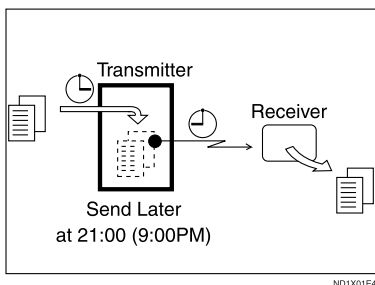 Transmitter
Receiver
Send Later
at 21:00 (9:00PM)
ND1X01E4